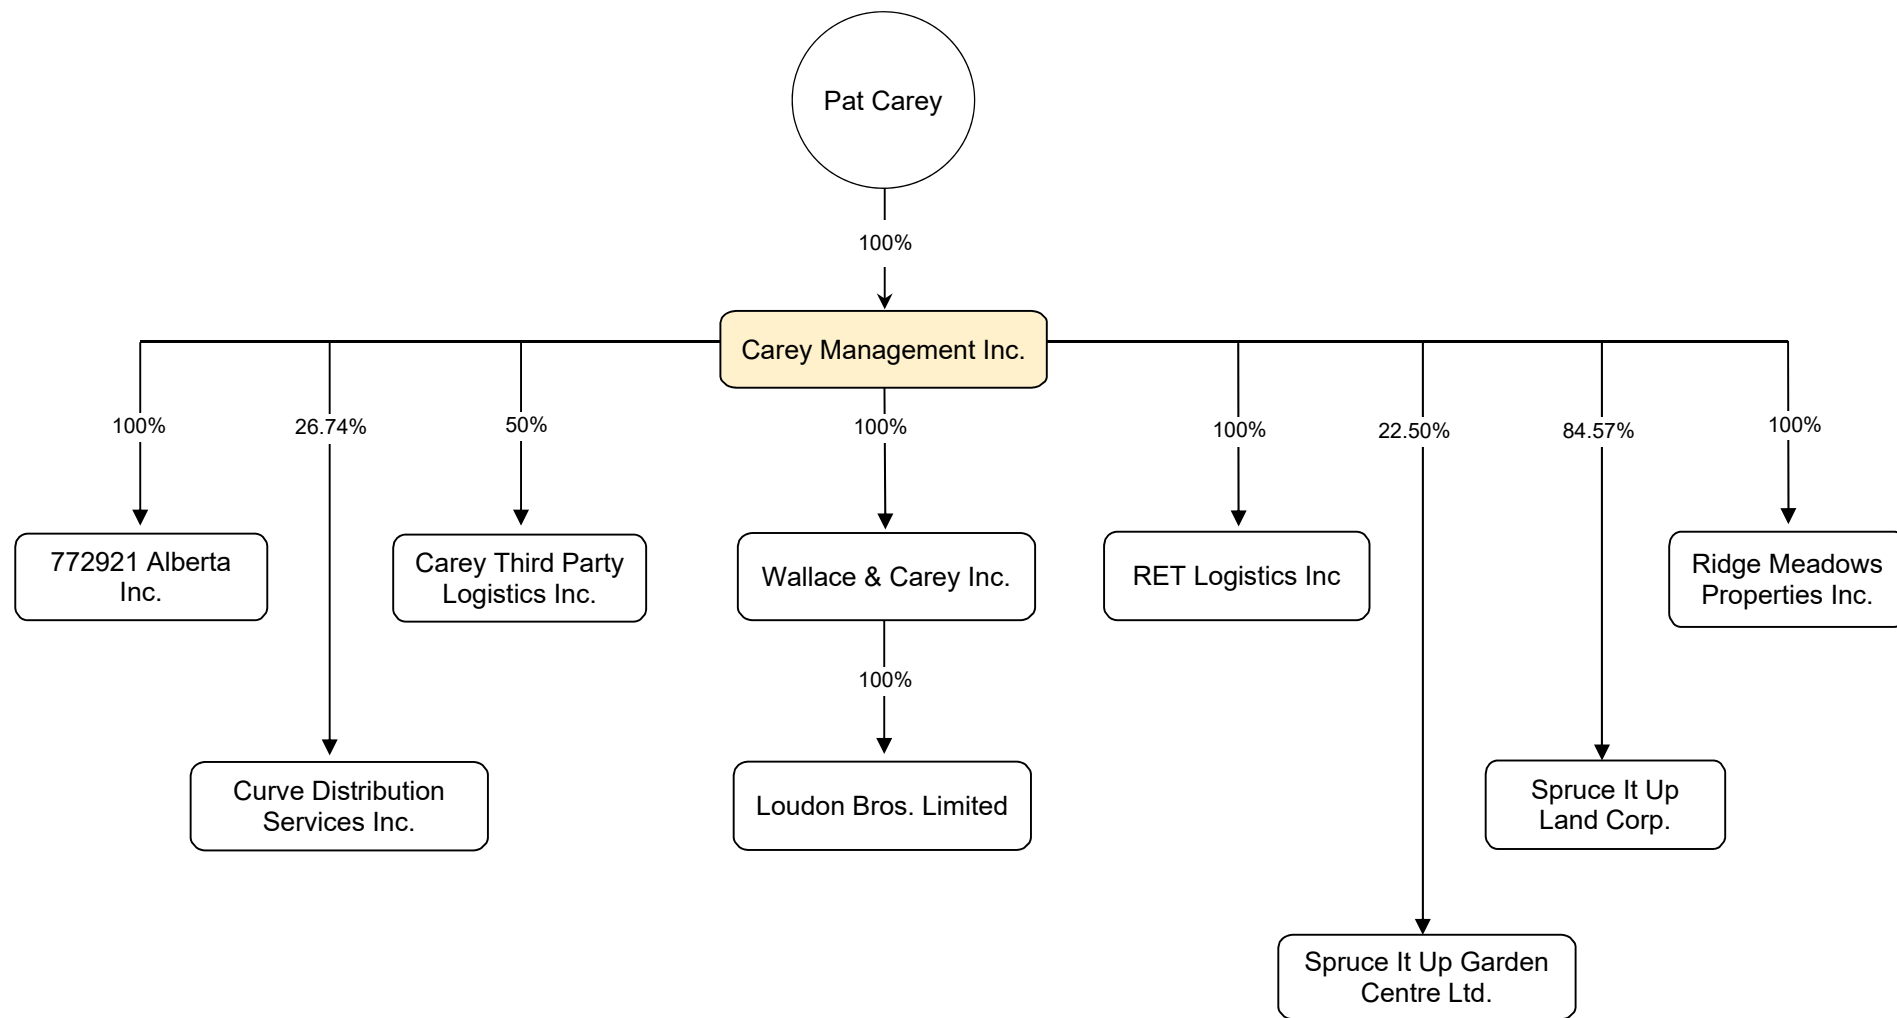 Pat Carey
100%
Carey Management Inc.
100%
26.74%
50%
100%
100%
22.50%
84.57%
100%
772921 Alberta
Inc.
Carey Third Party
Logistics Inc.
Wallace & Carey Inc.
RET Logistics Inc
Ridge Meadows
Properties Inc.
100%
Curve Distribution
Services Inc.
Loudon Bros. Limited
Spruce It Up
Land Corp.
Spruce It Up Garden
Centre Ltd.